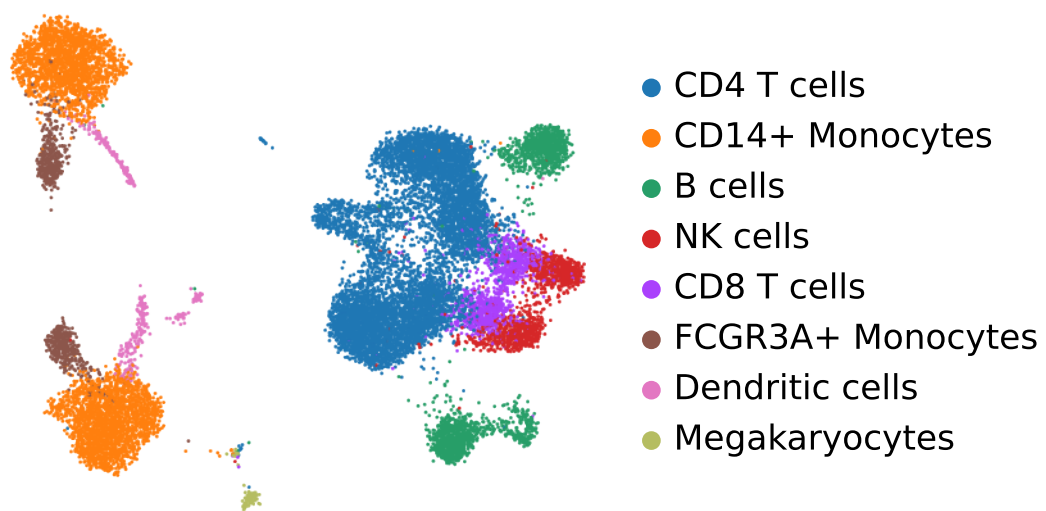 CD4 T cells
CD14+ Monocytes
B cells
NK cells
CD8 T cells
FCGR3A+ Monocytes
Dendritic cells
Megakaryocytes